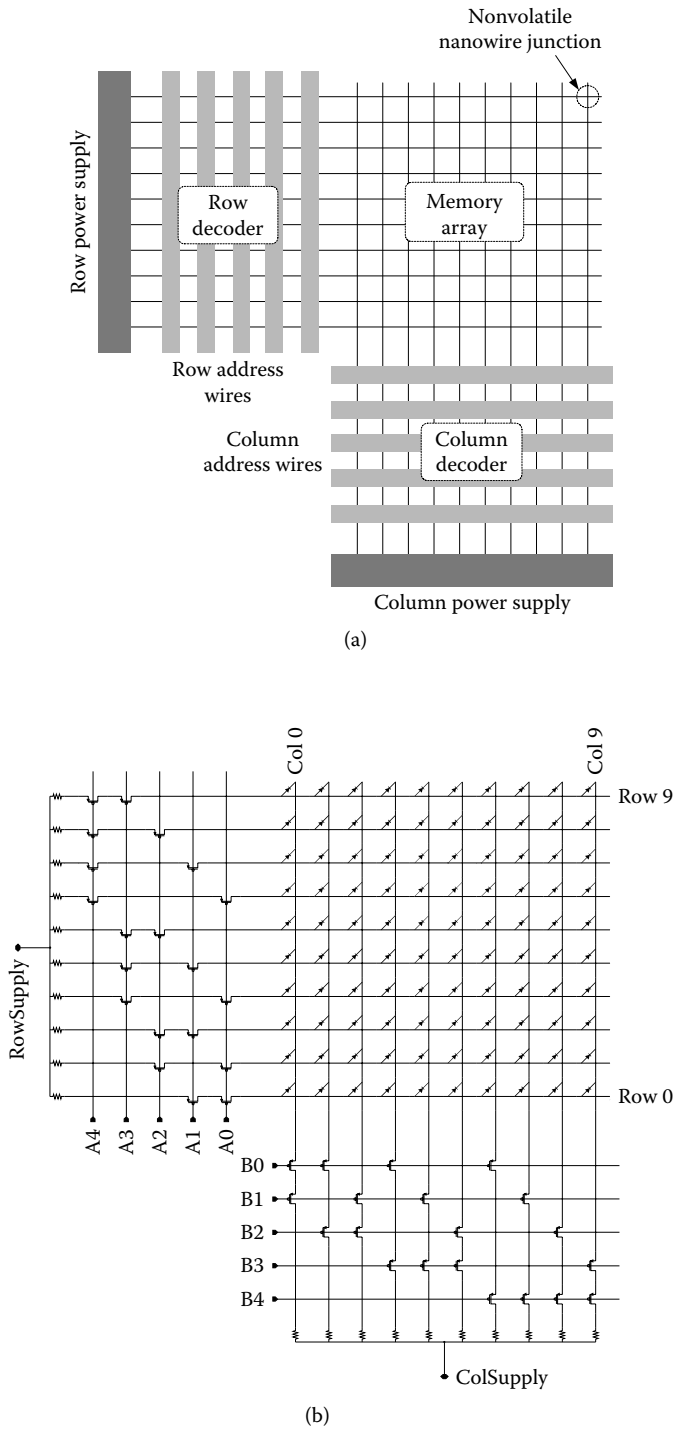 Nonvolatile
nanowire junction
Row power supply
Row
decoder
Memory
array
Row address
wires
Column
address wires
Column
decoder
Column power supply
(a)
Col 0
Col 9
Row 9
RowSupply
Row 0
A4
A3
A2
A1
A0
B0
B1
B2
B3
B4
ColSupply
(b)